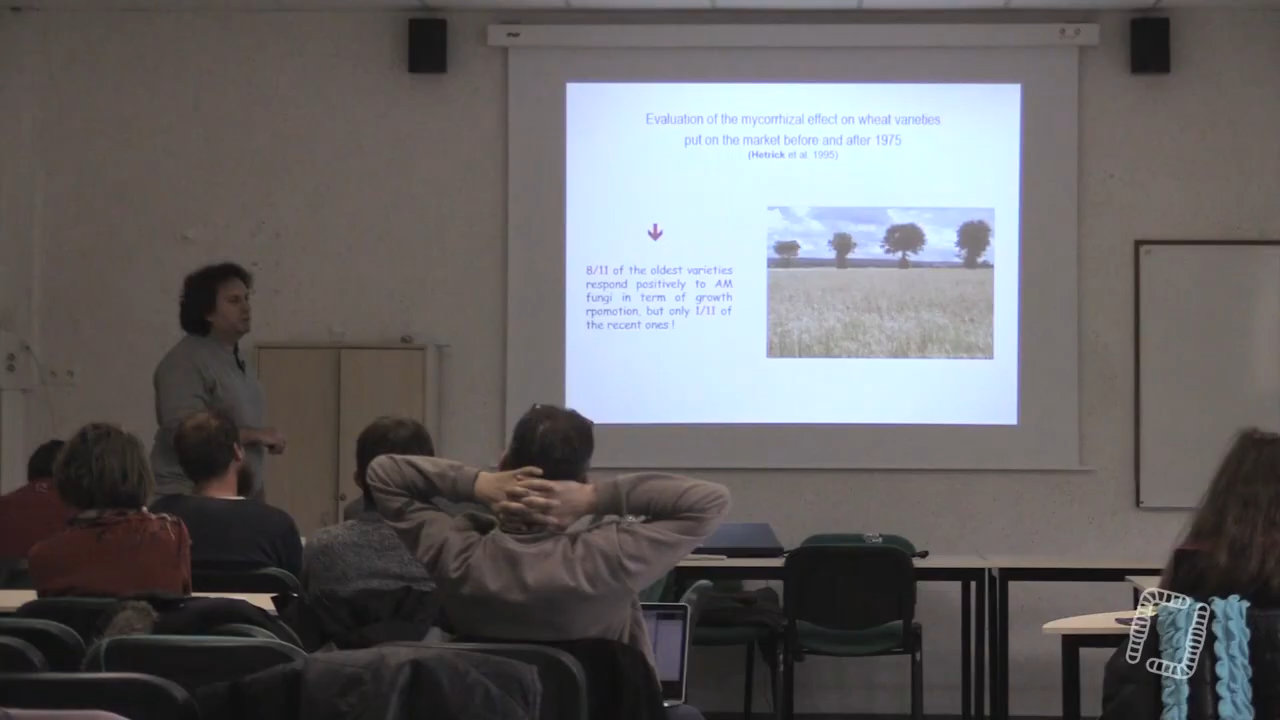 Evaluation of the mycorrhizal effect on wheat varieties
put on the market before and after 1975
(Hetrick et al. 1995)
8/11 of the oldest varieties
respond positively to AM
fungi in term of growth
rpomotion, but only 1/11 of
the recent ones !